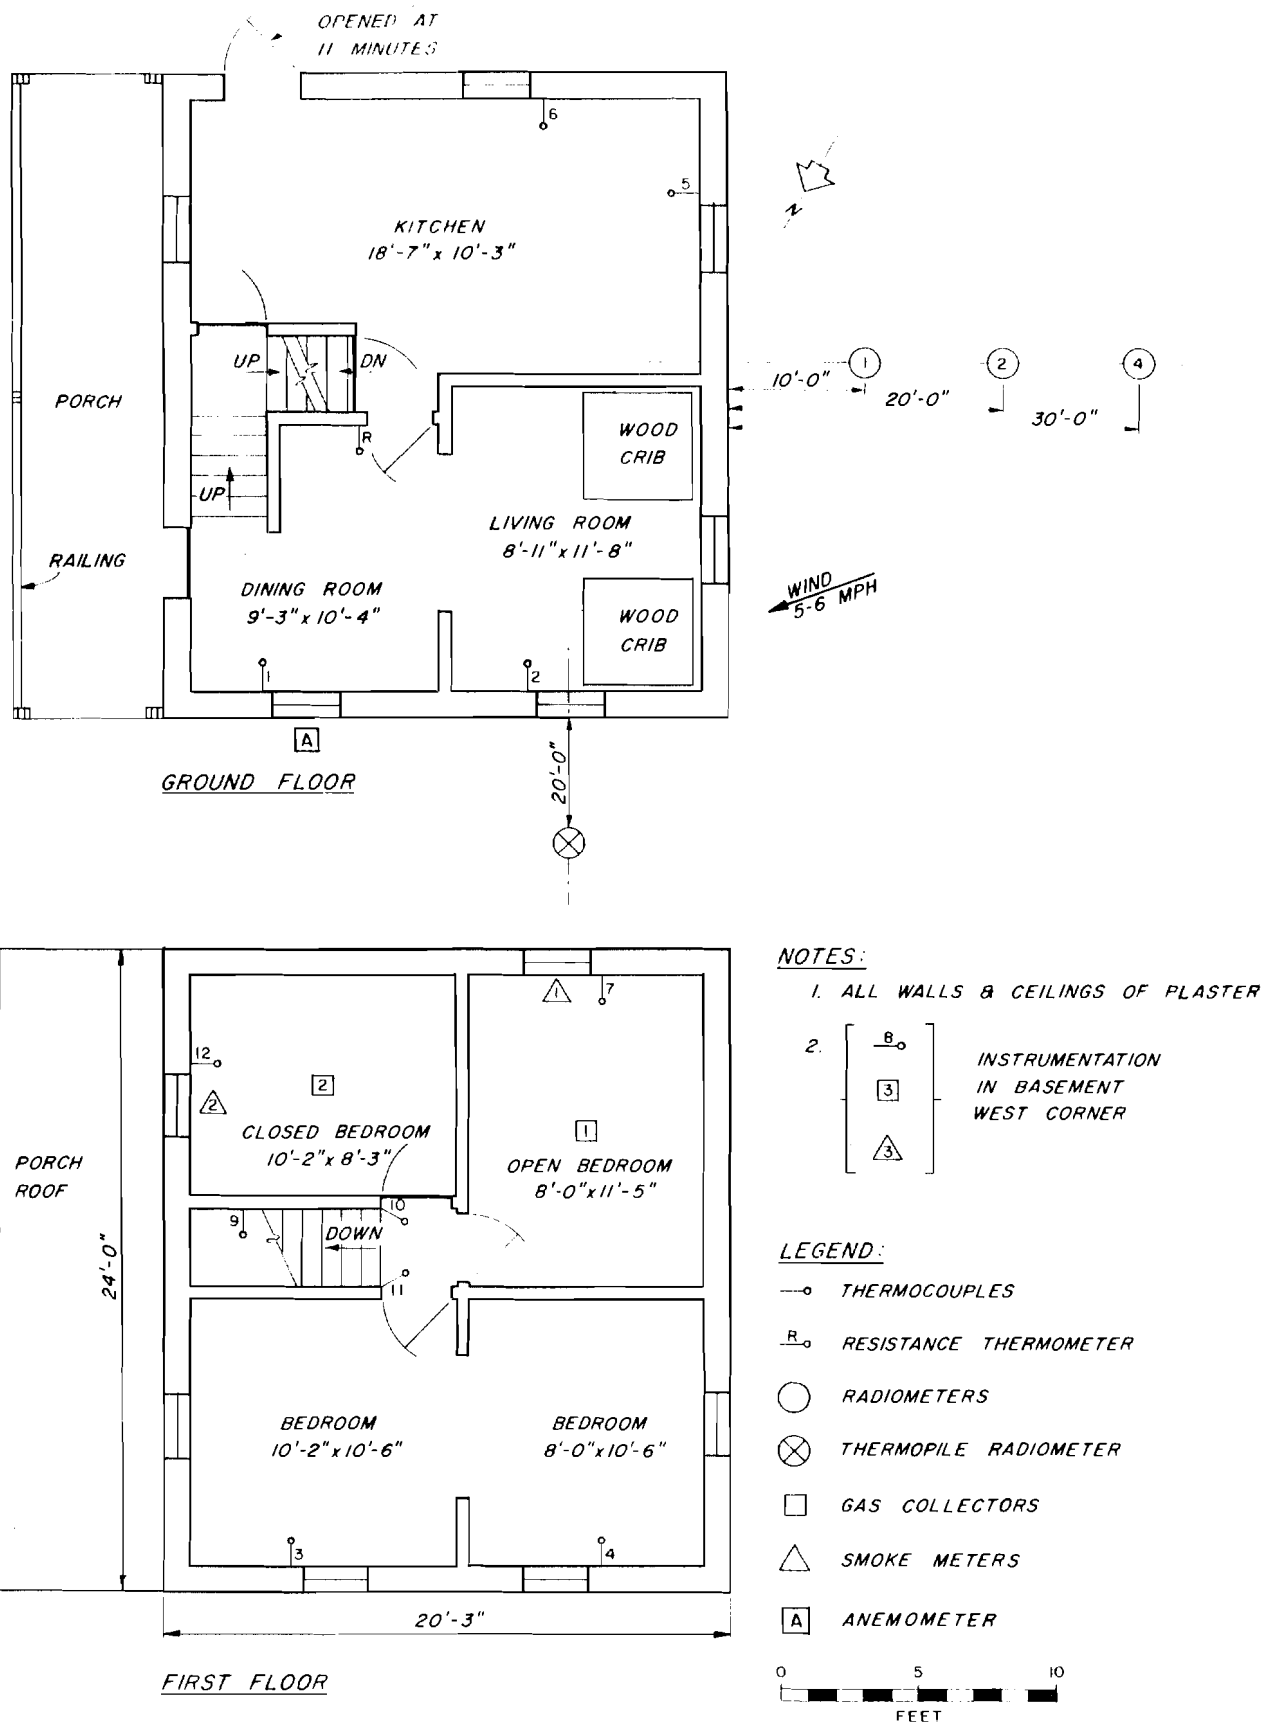 OPENED AT
11 MINUTES
6
5
N
KITCHEN
18'-7" x 10'-3"
UP
DN
1
2
4
10'-0"
20'-0"
30'-0"
PORCH
R
WOOD
CRIB
UP
LIVING ROOM
8'-11" x 11'-8"
RAILING
DINING ROOM
9'-3" x 10'-4"
WIND
5-6 MPH
WOOD
CRIB
1
2
A
GROUND FLOOR
20'-0"
NOTES:
1. ALL WALLS & CEILINGS OF PLASTER
2.
8
3
3
INSTRUMENTATION
IN BASEMENT
WEST CORNER
1
7
12
2
2
CLOSED BEDROOM
10'-2" x 8'-3"
1
OPEN BEDROOM
8'-0" x 11'-5"
PORCH
ROOF
10
9
DOWN
11
24'-0"
BEDROOM
10'-2" x 10'-6"
BEDROOM
8'-0" x 10'-6"
3
4
20'-3"
FIRST FLOOR
LEGEND:
THERMOCOUPLES
R
RESISTANCE THERMOMETER
RADIOMETERS
THERMOPILE RADIOMETER
GAS COLLECTORS
SMOKE METERS
A
ANEMOMETER
0 5 10
FEET